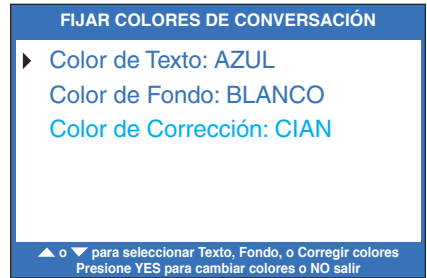 FIJAR COLORES DE CONVERSACIÓN
Color de Texto: AZUL
Color de Fondo: BLANCO
Color de Corrección: CIAN
o para seleccionar Texto, Fondo, o Corregir colores
Presione YES para cambiar colores o NO salir